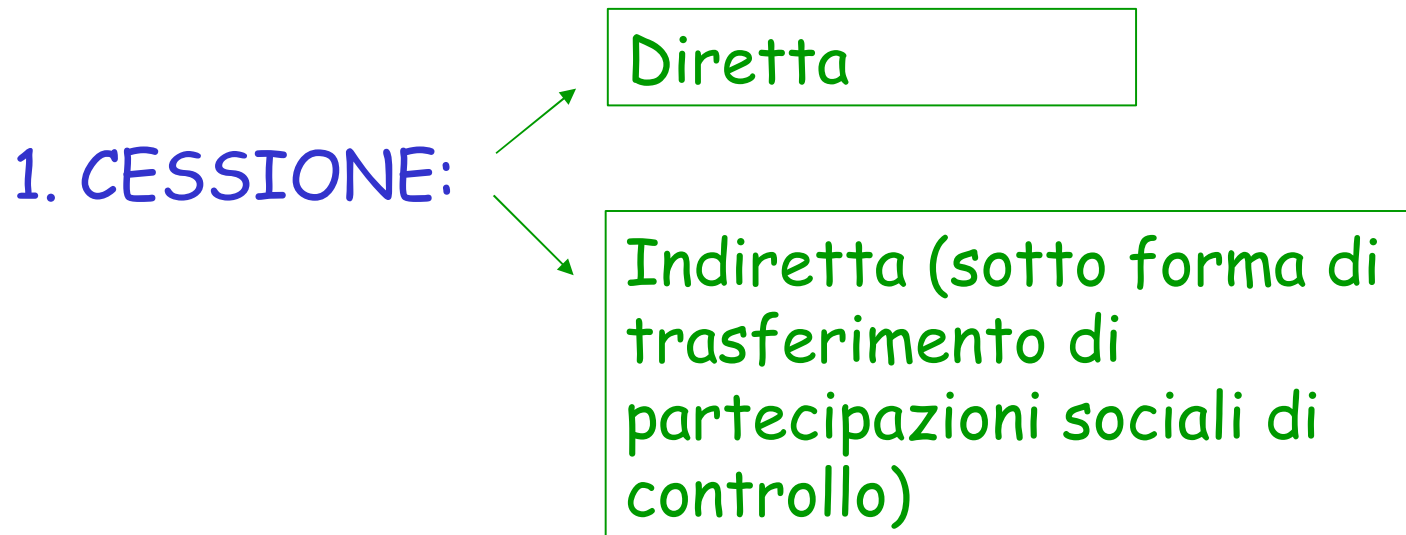 Diretta
1. CESSIONE:
Indiretta (sotto forma di
trasferimento di
partecipazioni sociali di
controllo)